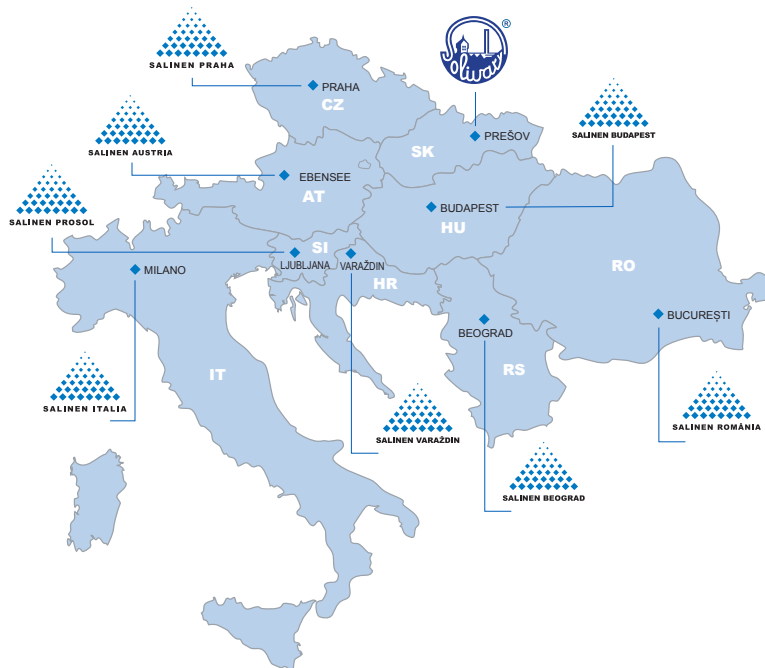 ®
Solivary
SALINEN PRAHA
PRAHA
CZ
SALINEN BUDAPEST
PREŠOV
SK
SALINEN AUSTRIA
EBENSEE
AT
BUDAPEST
HU
SALINEN PROSOL
SI
LJUBLJANA
VARAŽDIN
HR
MILANO
RO
BUCUREȘTI
BEOGRAD
RS
IT
SALINEN ITALIA
SALINEN VARAŽDIN
SALINEN ROMÂNIA
SALINEN BEOGRAD